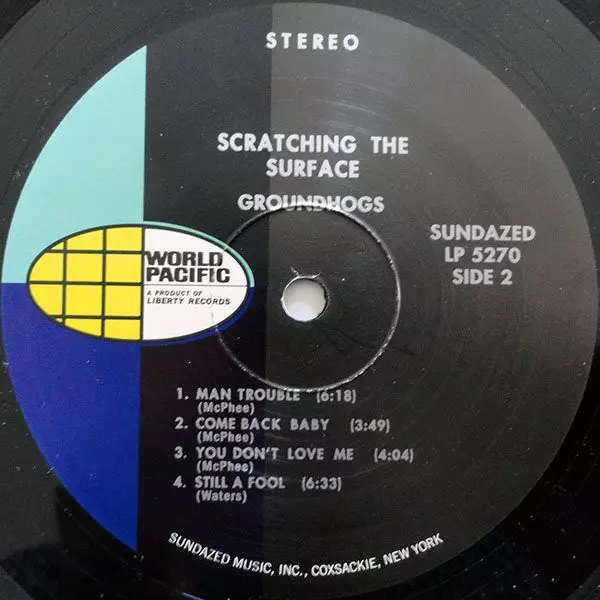 STEREO
SCRATCHING THE
SURFACE
GROUNDHOGS
SUNDAZED
LP 5270
SIDE 2
WORLD
PACIFIC
A PRODUCT OF
LIBERTY RECORDS
1. MAN TROUBLE (6:18)
(McPhee)
2. COME BACK BABY (3:49)
(McPhee)
3. YOU DON'T LOVE ME (4:04)
(McPhee)
4. STILL A FOOL (6:33)
(Waters)
SUNDAZED MUSIC, INC., COXSACKIE, NEW YORK